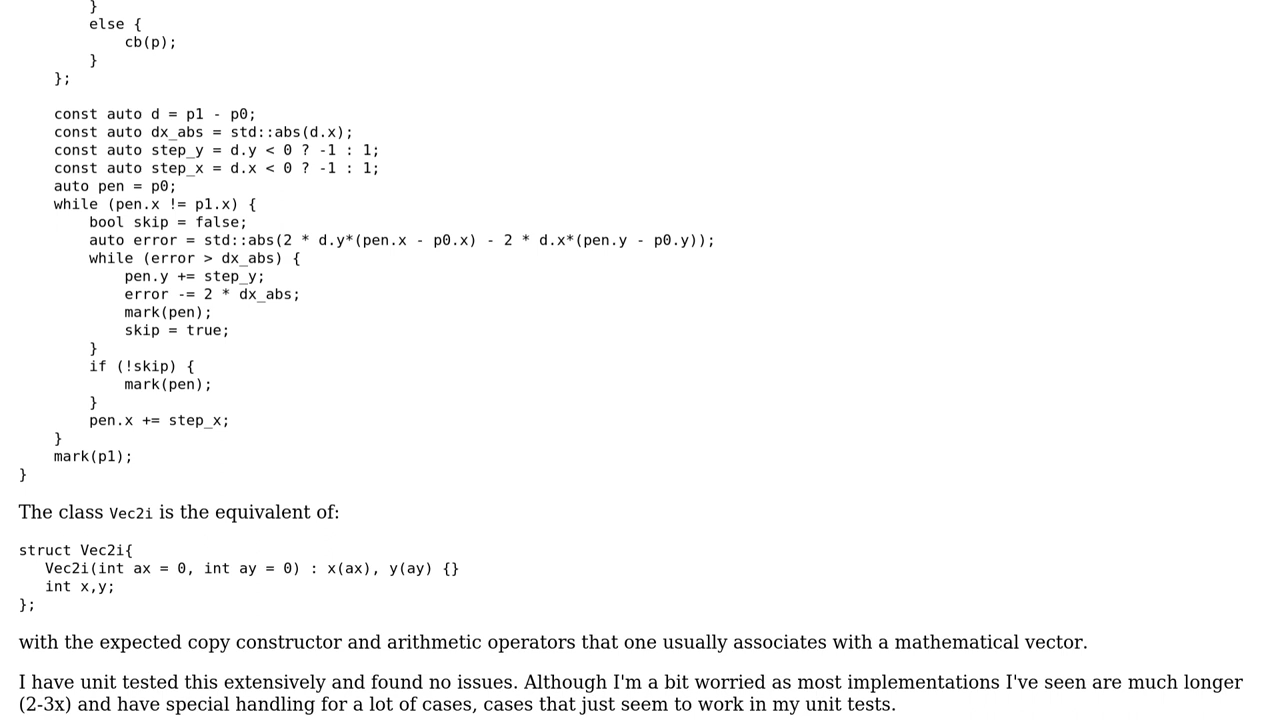 }
        else {
            cb(p);
        }
    };

    const auto d = p1 - p0;
    const auto dx_abs = std::abs(d.x);
    const auto step_y = d.y < 0 ? -1 : 1;
    const auto step_x = d.x < 0 ? -1 : 1;
    auto pen = p0;
    while (pen.x != p1.x) {
        bool skip = false;
        auto error = std::abs(2 * d.y*(pen.x - p0.x) - 2 * d.x*(pen.y - p0.y));
        while (error > dx_abs) {
            pen.y += step_y;
            error -= 2 * dx_abs;
            mark(pen);
            skip = true;
        }
        if (!skip) {
            mark(pen);
        }
        pen.x += step_x;
    }
    mark(p1);
}
The class Vec2i is the equivalent of:
struct Vec2i{
   Vec2i(int ax = 0, int ay = 0) : x(ax), y(ay) {}
   int x,y;
};
with the expected copy constructor and arithmetic operators that one usually associates with a mathematical vector.
I have unit tested this extensively and found no issues. Although I'm a bit worried as most implementations I've seen are much longer
(2-3x) and have special handling for a lot of cases, cases that just seem to work in my unit tests.